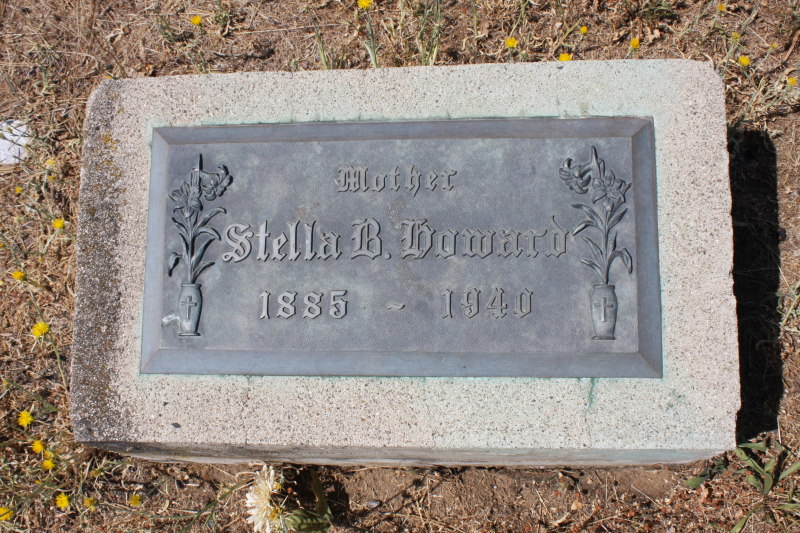 Mother
Stella B. Howard
1885 ~ 1940